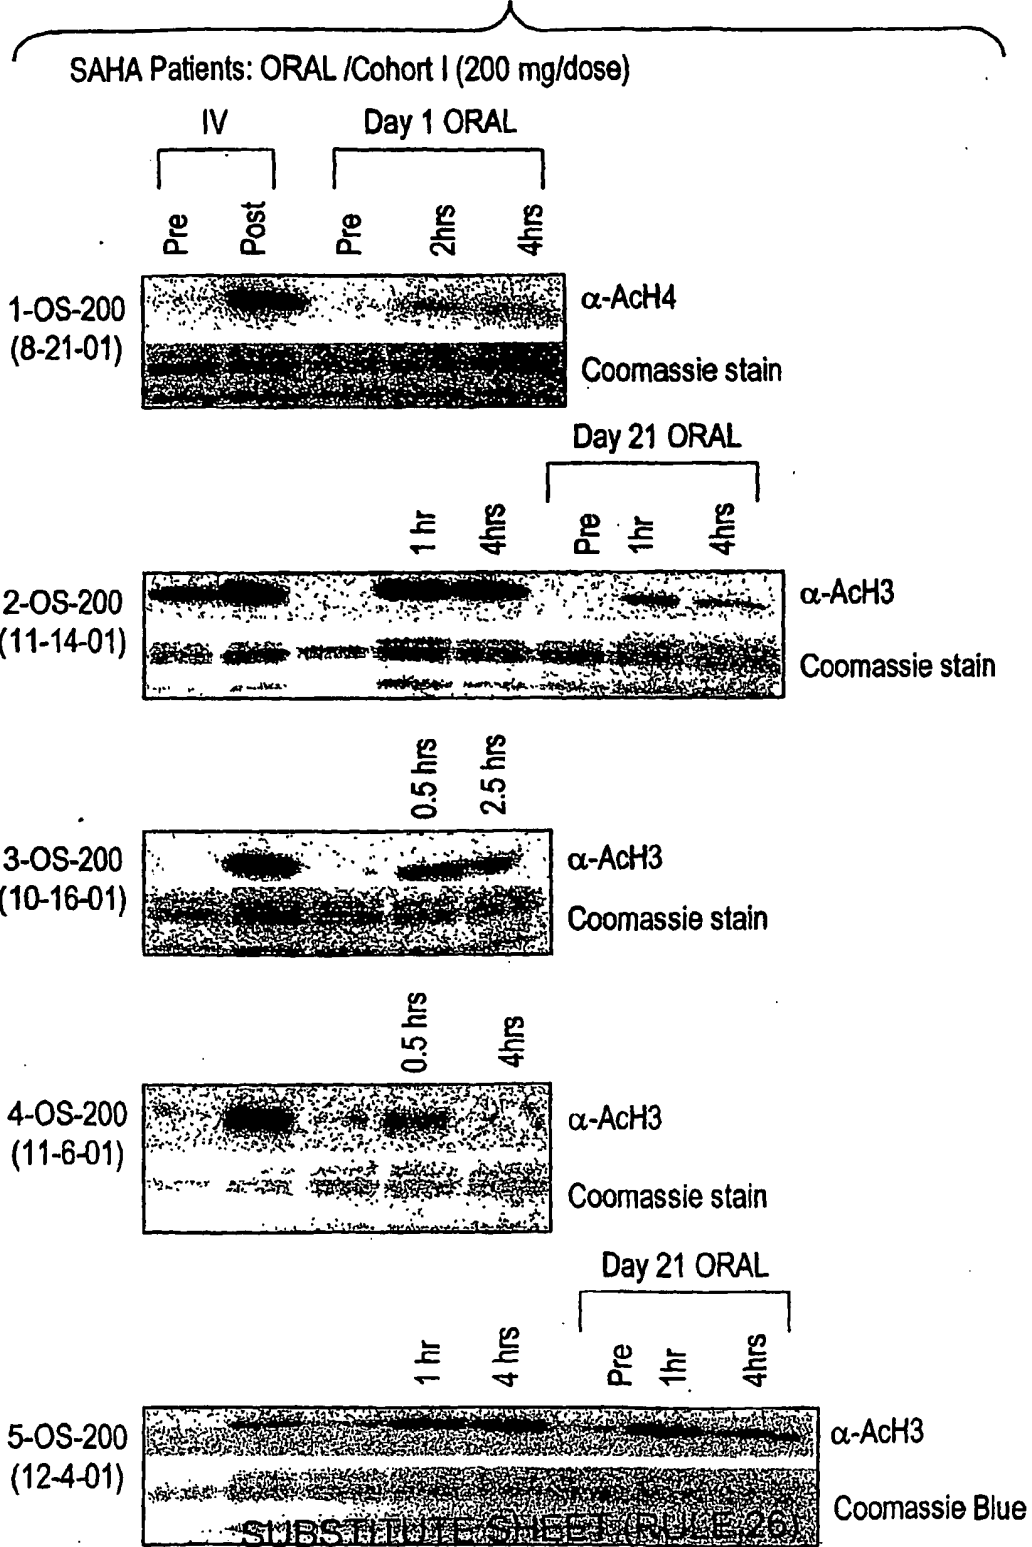 SAHA Patients: ORAL /Cohort I (200 mg/dose)
IV
Day 1 ORAL
Pre
Post
Pre
2hrs
4hrs
1-OS-200
(8-21-01)
α-AcH4
Coomassie stain
Day 21 ORAL
1 hr
4hrs
Pre
1hr
4hrs
2-OS-200
(11-14-01)
α-AcH3
Coomassie stain
0.5 hrs
2.5 hrs
3-OS-200
(10-16-01)
α-AcH3
Coomassie stain
0.5 hrs
4hrs
4-OS-200
(11-6-01)
α-AcH3
Coomassie stain
Day 21 ORAL
1 hr
4 hrs
Pre
1hr
4hrs
5-OS-200
(12-4-01)
α-AcH3
Coomassie Blue
SUBSTITUTE SHEET (RULE 26)